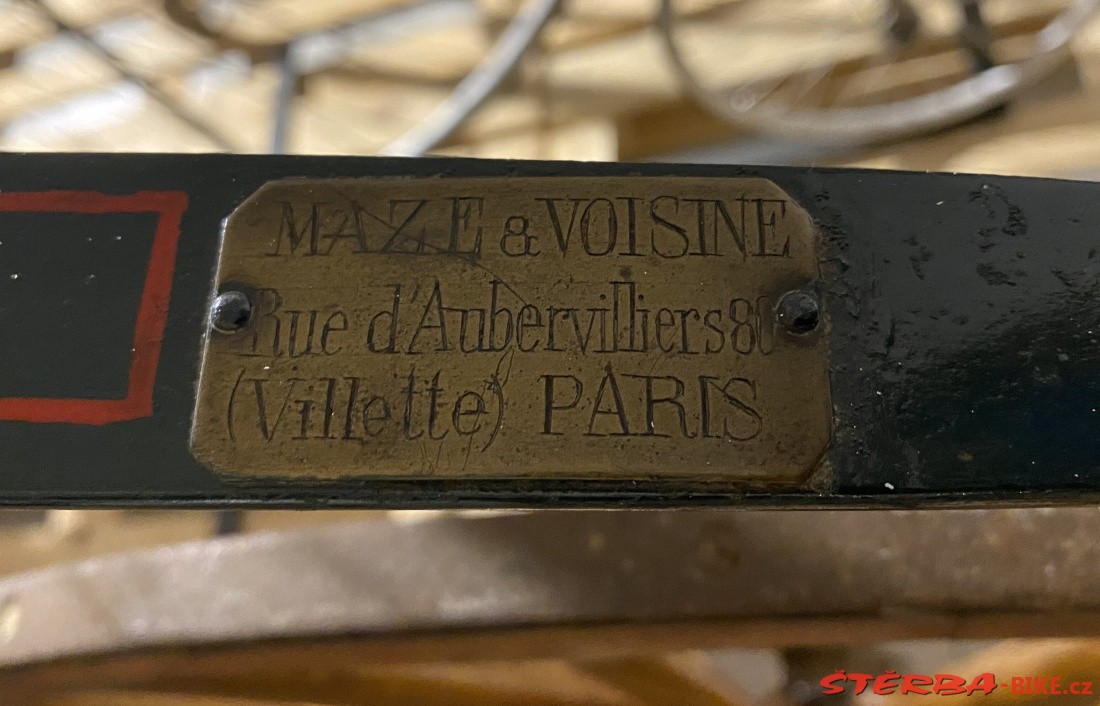 MAZE & VOISINE
Rue d'Aubervilliers 80
(Villette) PARIS
ŠTĚRBA-BIKE.cz